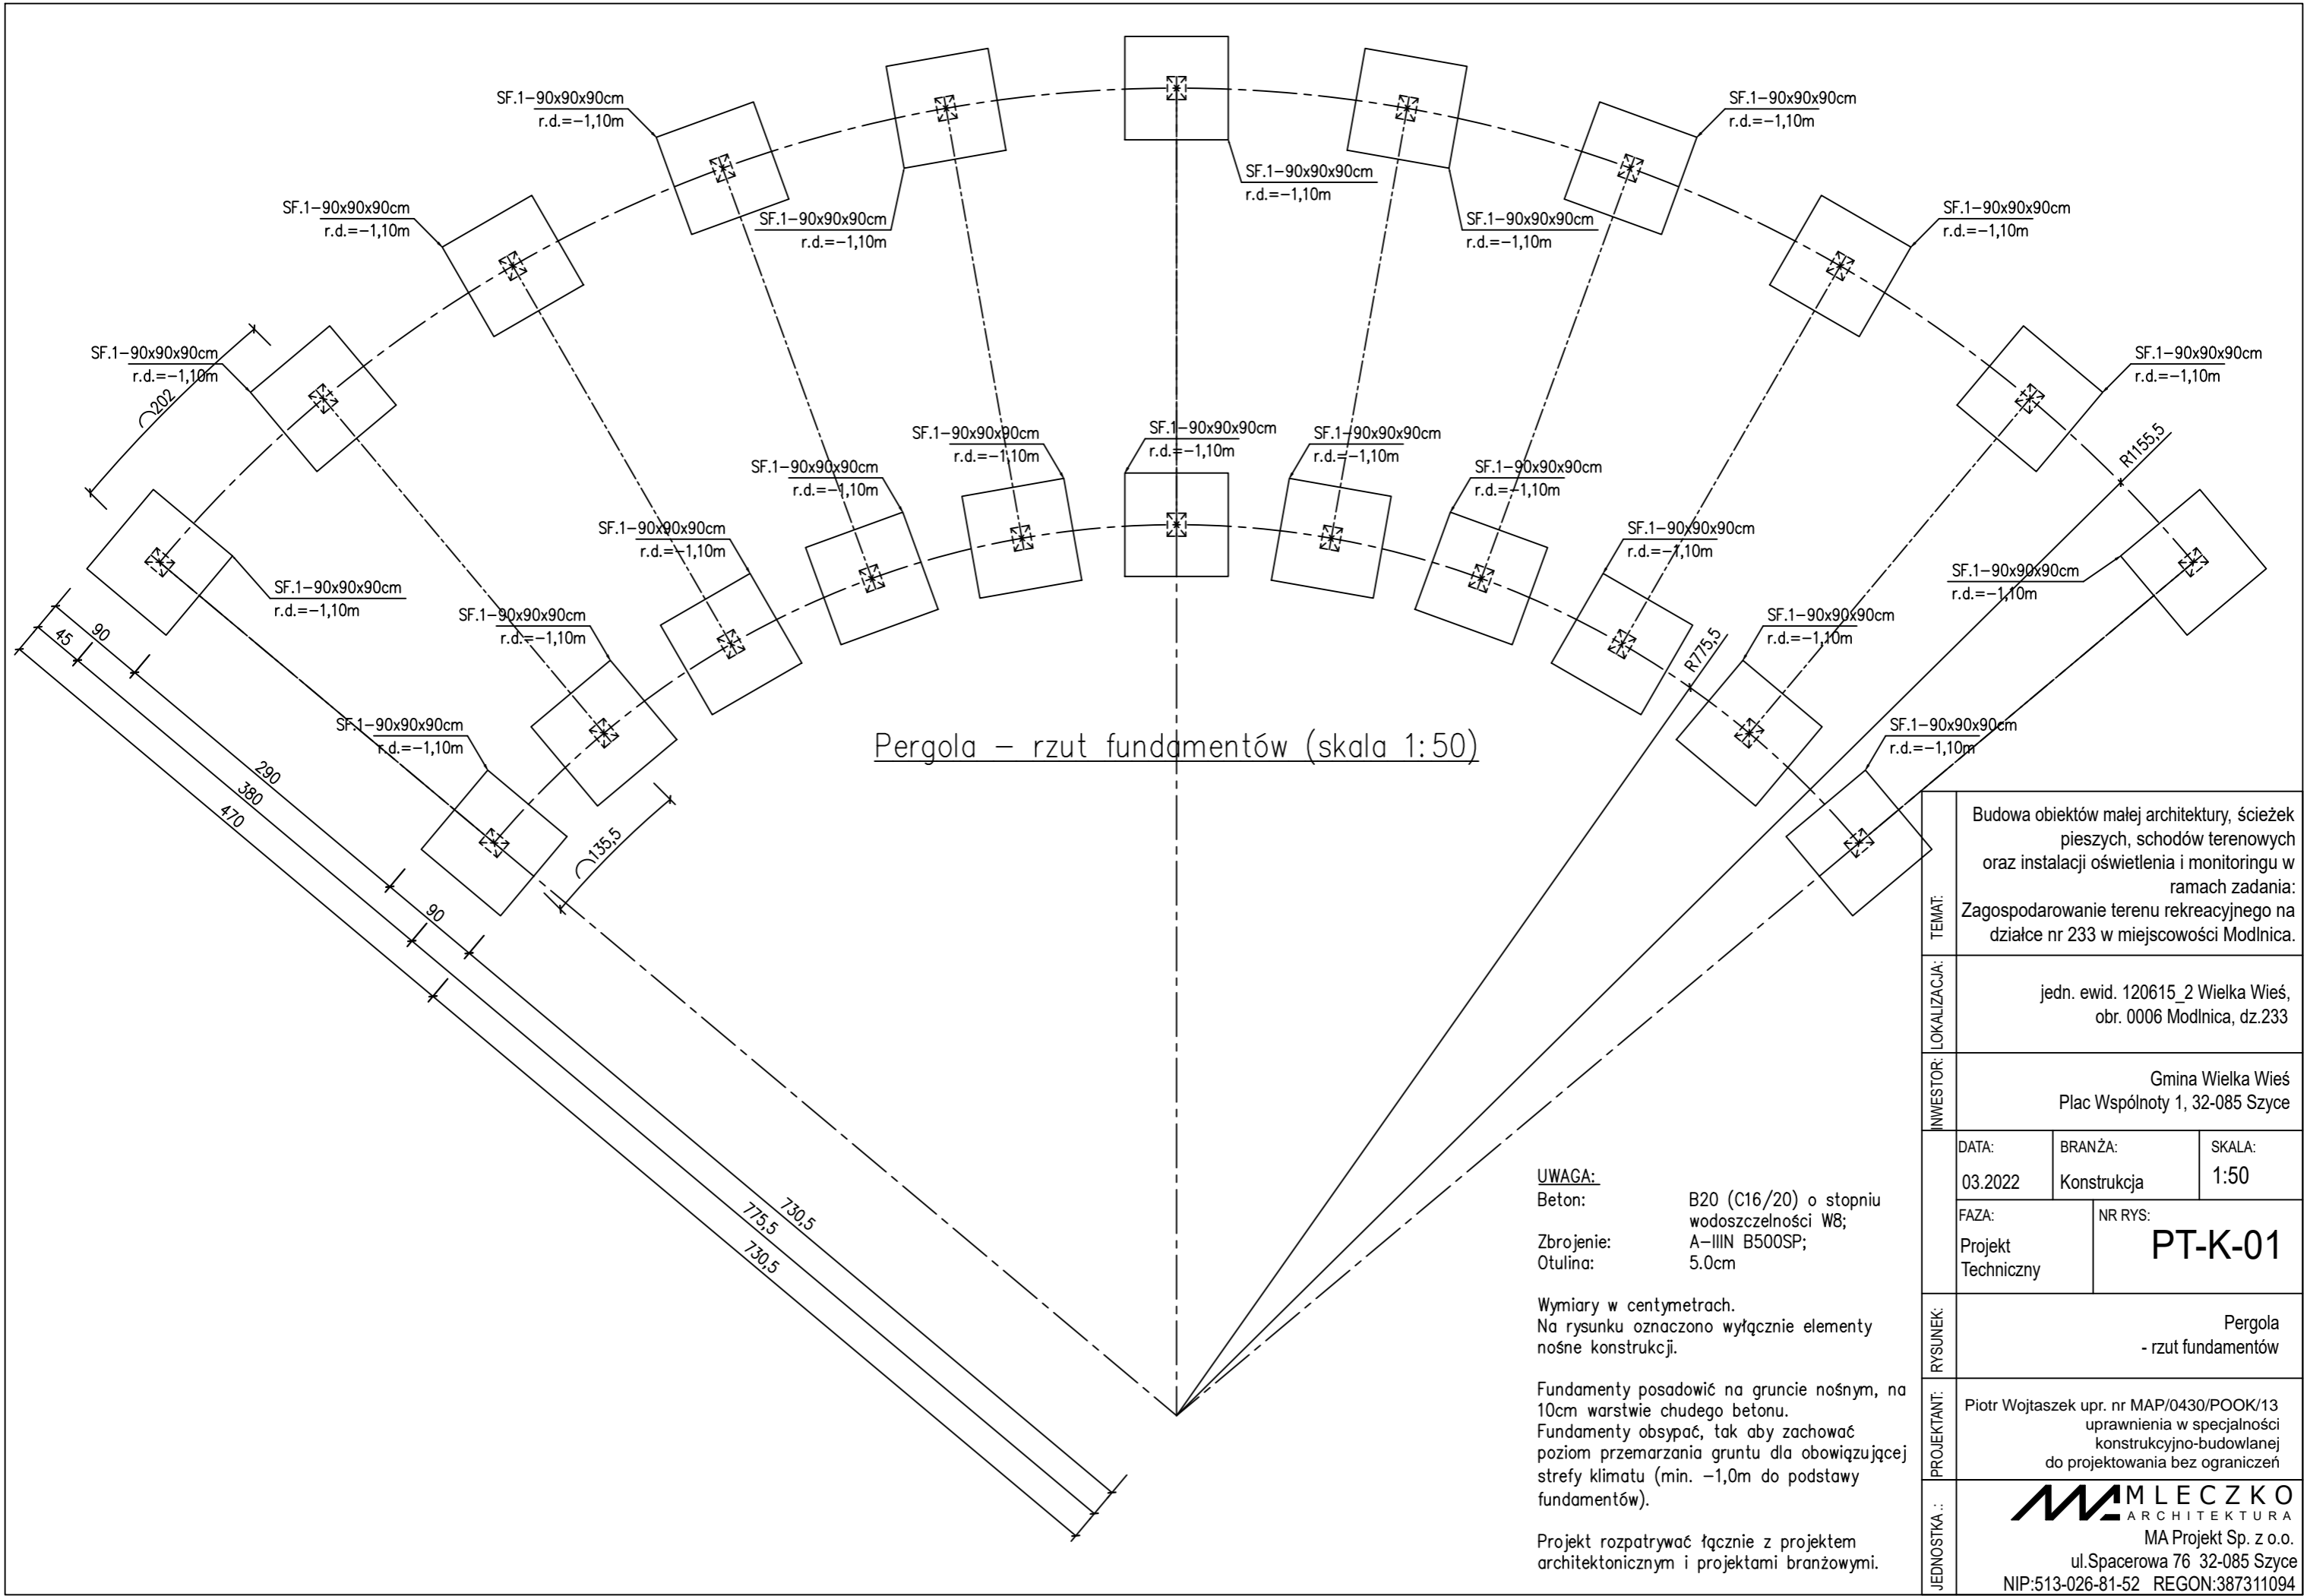 SF.1-90x90x90cm
r.d.=-1,10m
SF.1-90x90x90cm
r.d.=-1,10m
SF.1-90x90x90cm
r.d.=-1,10m
SF.1-90x90x90cm
r.d.=-1,10m
SF.1-90x90x90cm
r.d.=-1,10m
SF.1-90x90x90cm
r.d.=-1,10m
SF.1-90x90x90cm
r.d.=-1,10m
SF.1-90x90x90cm
r.d.=-1,10m
SF.1-90x90x90cm
r.d.=-1,10m
SF.1-90x90x90cm
r.d.=-1,10m
202
R1155,5
SF.1-90x90x90cm
r.d.=-1,10m
SF.1-90x90x90cm
r.d.=-1,10m
SF.1-90x90x90cm
r.d.=-1,10m
SF.1-90x90x90cm
r.d.=-1,10m
SF.1-90x90x90cm
r.d.=-1,10m
SF.1-90x90x90cm
r.d.=-1,10m
SF.1-90x90x90cm
r.d.=-1,10m
SF.1-90x90x90cm
r.d.=-1,10m
SF.1-90x90x90cm
r.d.=-1,10m
SF.1-90x90x90cm
r.d.=-1,10m
SF.1-90x90x90cm
r.d.=-1,10m
90
45
R775,5
SF.1-90x90x90cm
r.d.=-1,10m
SF.1-90x90x90cm
r.d.=-1,10m
Pergola - rzut fundamentów (skala 1:50)
290
380
470
135,5
90
730,5
775,5
730,5
UWAGA:
Beton: B20 (C16/20) o stopniu
wodoszczelności W8;
Zbrojenie: A-IIIN B500SP;
Otulina: 5.0cm
Wymiary w centymetrach.
Na rysunku oznaczono wyłącznie elementy
nośne konstrukcji.
Fundamenty posadowić na gruncie nośnym, na
10cm warstwie chudego betonu.
Fundamenty obsypać, tak aby zachować
poziom przemarzania gruntu dla obowiązującej
strefy klimatu (min. -1,0m do podstawy
fundamentów).
Projekt rozpatrywać łącznie z projektem
architektonicznym i projektami branżowymi.
TEMAT:
Budowa obiektów małej architektury, ścieżek
pieszych, schodów terenowych
oraz instalacji oświetlenia i monitoringu w
ramach zadania:
Zagospodarowanie terenu rekreacyjnego na
działce nr 233 w miejscowości Modlnica.
LOKALIZACJA:
jedn. ewid. 120615_2 Wielka Wieś,
obr. 0006 Modlnica, dz.233
INWESTOR:
Gmina Wielka Wieś
Plac Wspólnoty 1, 32-085 Szyce
DATA: BRANŻA: SKALA:
03.2022 Konstrukcja 1:50
FAZA: NR RYS:
Projekt
Techniczny
PT-K-01
RYSUNEK:
Pergola
- rzut fundamentów
PROJEKTANT:
Piotr Wojtaszek upr. nr MAP/0430/POOK/13
uprawnienia w specjalności
konstrukcyjno-budowlanej
do projektowania bez ograniczeń
JEDNOSTKA .:
MLECZKO
ARCHITEKTURA
MA Projekt Sp. z o.o.
ul.Spacerowa 76 32-085 Szyce
NIP:513-026-81-52 REGON:387311094